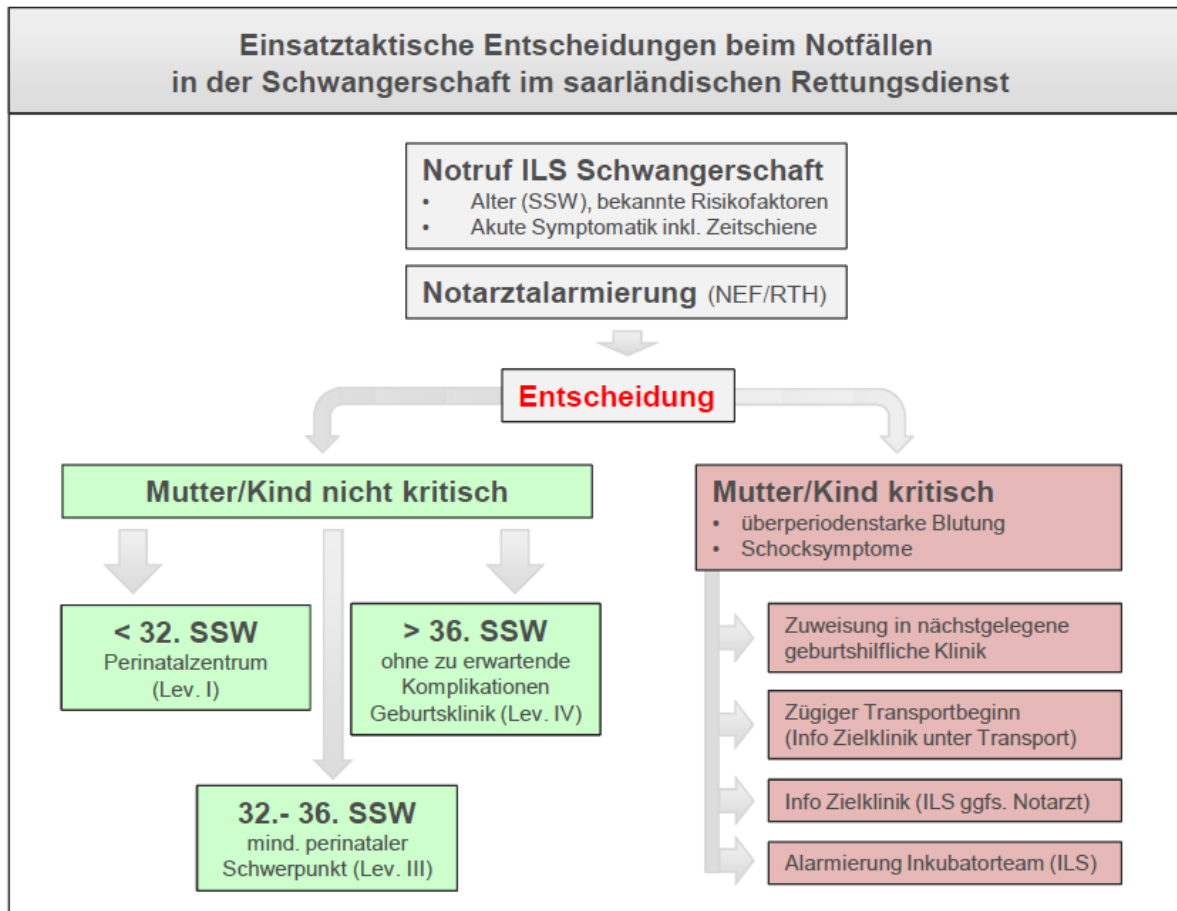 Einsatztaktische Entscheidungen beim Notfällen
in der Schwangerschaft im saarländischen Rettungsdienst
Notruf ILS Schwangerschaft
• Alter (SSW), bekannte Risikofaktoren
• Akute Symptomatik inkl. Zeitschiene
Notarztalarmierung (NEF/RTH)
Entscheidung
Mutter/Kind nicht kritisch
< 32. SSW
Perinatalzentrum
(Lev. I)
> 36. SSW
ohne zu erwartende
Komplikationen
Geburtsklinik (Lev. IV)
32.- 36. SSW
mind. perinataler
Schwerpunkt (Lev. III)
Mutter/Kind kritisch
• überperiodenstarke Blutung
• Schocksymptome
Zuweisung in nächstgelegene
geburtshilfliche Klinik
Zügiger Transportbeginn
(Info Zielklinik unter Transport)
Info Zielklinik (ILS ggfs. Notarzt)
Alarmierung Inkubatorteam (ILS)